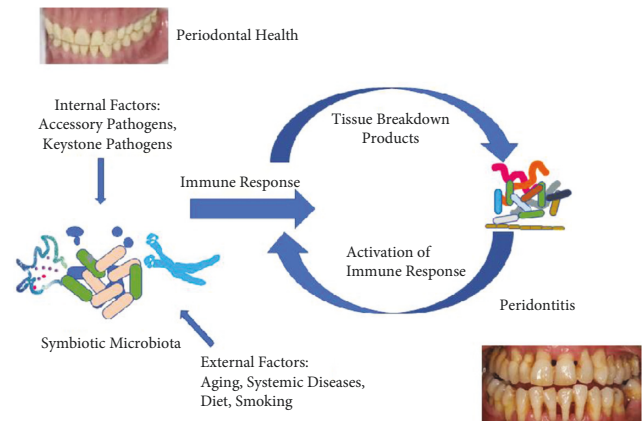 Periodontal Health
Internal Factors:
Accessory Pathogens,
Keystone Pathogens
Tissue Breakdown
Products
Immune Response
Activation of
Immune Response
Peridontitis
Symbiotic Microbiota
External Factors:
Aging, Systemic Diseases,
Diet, Smoking